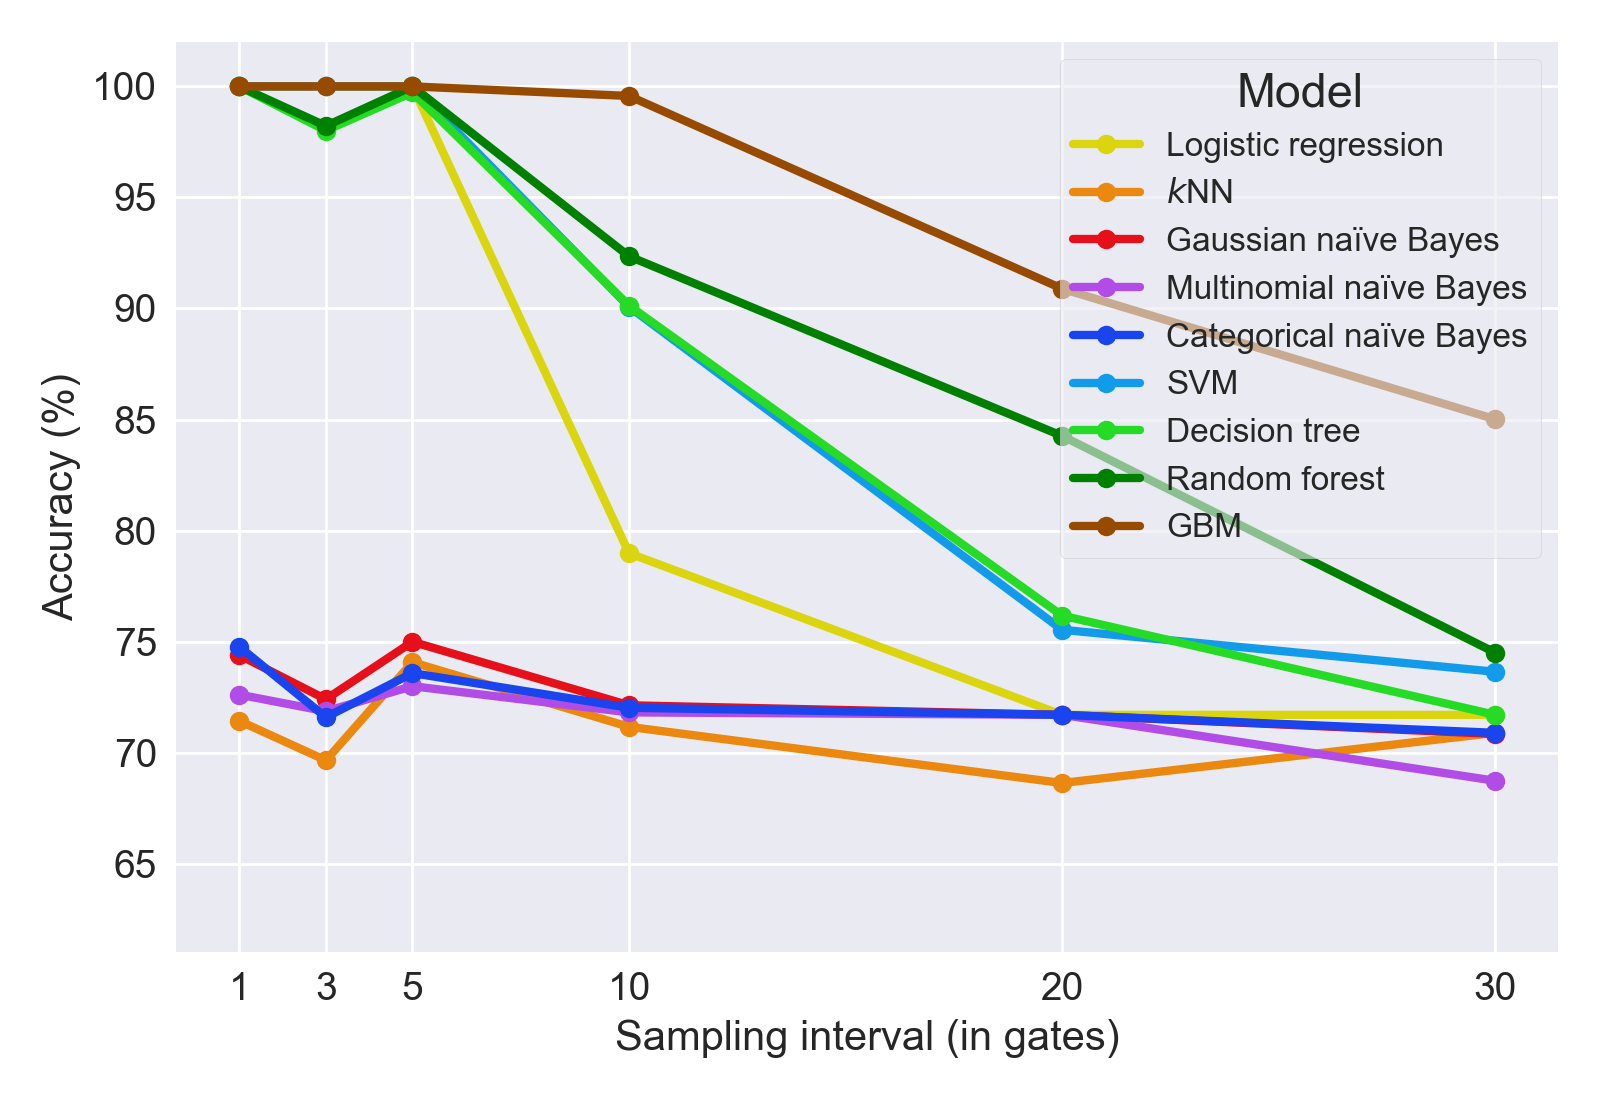 100
95
90
85
80
75
70
65
Accuracy (%)
Model
Logistic regression
kNN
Gaussian naïve Bayes
Multinomial naïve Bayes
Categorical naïve Bayes
SVM
Decision tree
Random forest
GBM
1 3 5 10 20 30
Sampling interval (in gates)